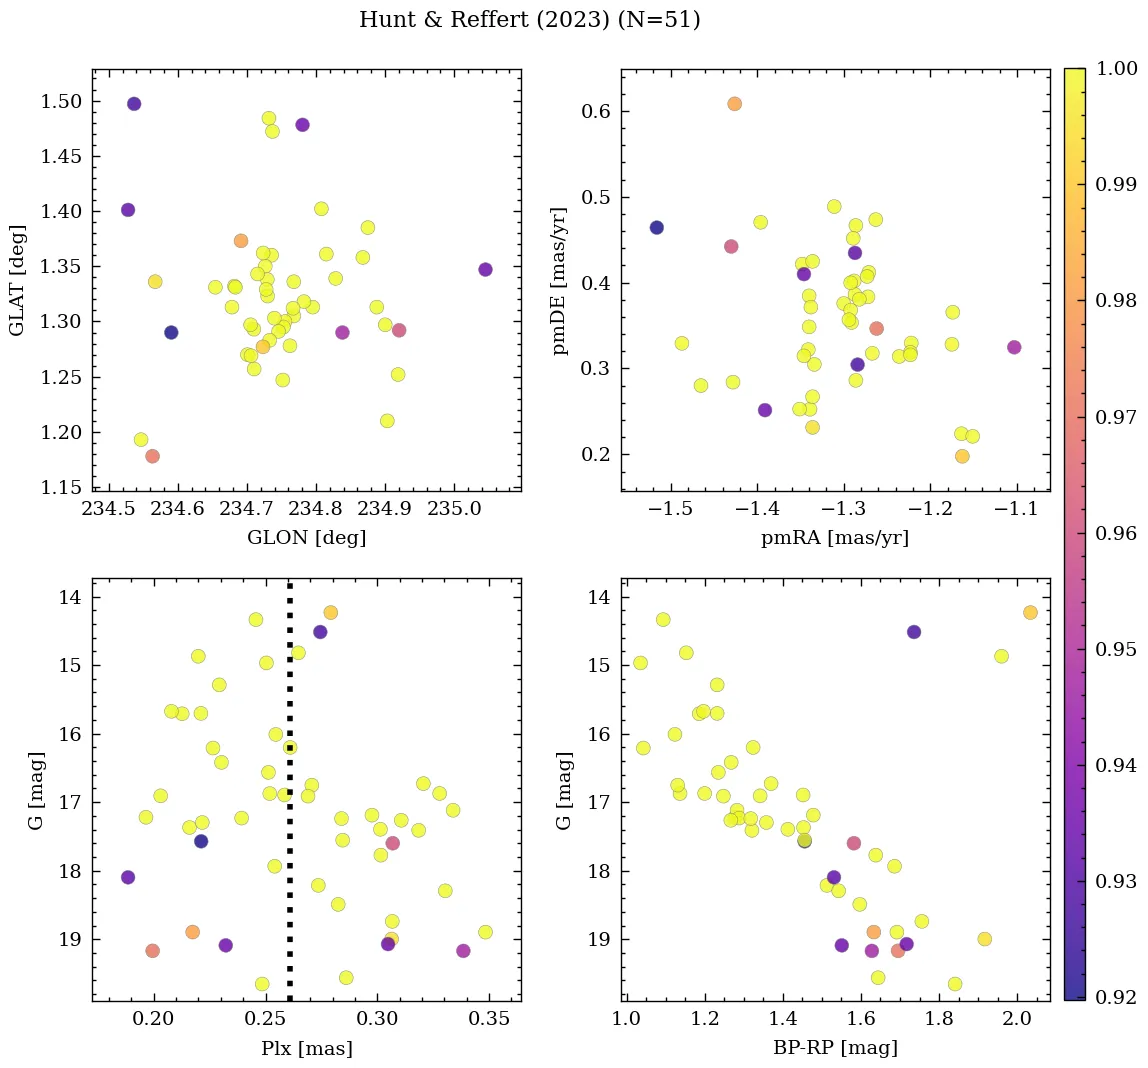 Hunt & Reffert (2023) (N=51)
1.50
1.45
1.40
1.35
1.30
1.25
1.20
1.15
GLAT [deg]
234.5 234.6 234.7 234.8 234.9 235.0
GLON [deg]
0.6
0.5
0.4
0.3
0.2
pmDE [mas/yr]
−1.5 −1.4 −1.3 −1.2 −1.1
pmRA [mas/yr]
14
15
16
17
18
19
G [mag]
0.20 0.25 0.30 0.35
Plx [mas]
14
15
16
17
18
19
G [mag]
1.0 1.2 1.4 1.6 1.8 2.0
BP-RP [mag]
1.00
0.99
0.98
0.97
0.96
0.95
0.94
0.93
0.92